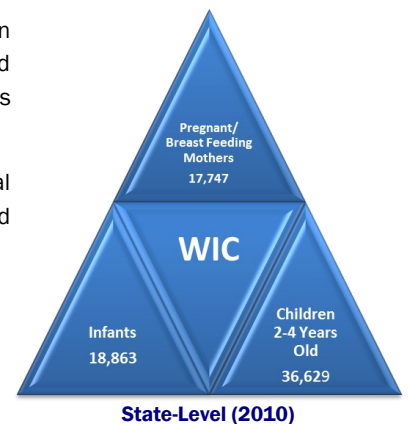 n
d
s
al
d
Pregnant/
Breast Feeding
Mothers
17,747
WIC
Infants
18,863
Children
2-4 Years
Old
36,629
State-Level (2010)